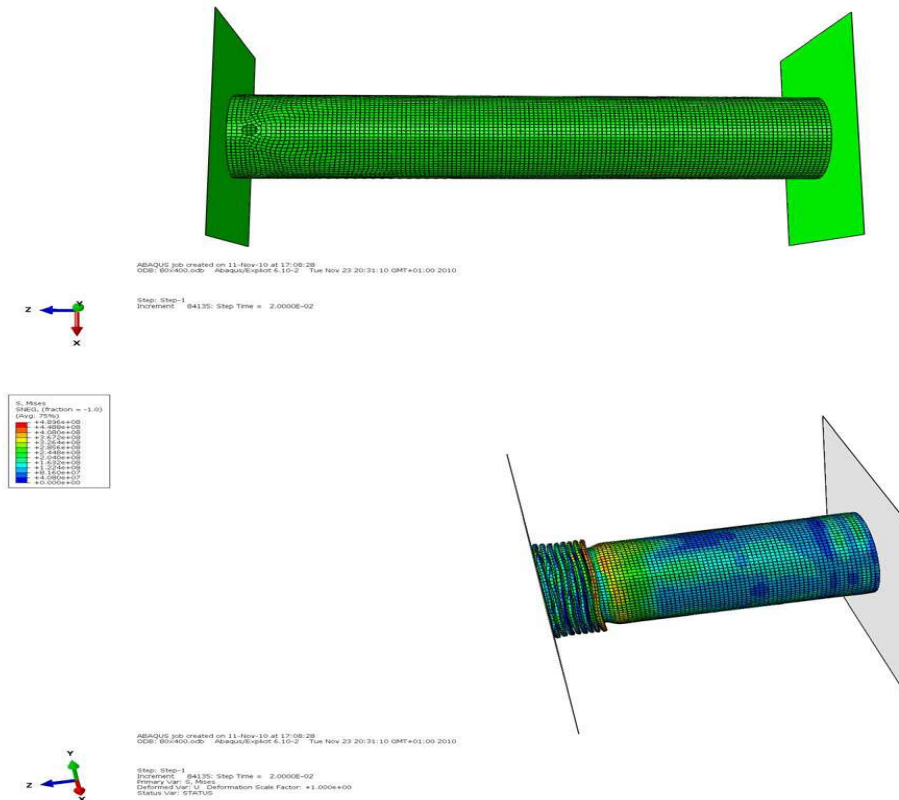 ABAQUS job created on 11-Nov-10 at 17:08:28
ODB: 80x400.odb Abaqus/Explicit 6.10-2 Tue Nov 23 20:31:10 GMT+01:00 2010
Step: Step-1
Increment 84135: Step Time = 2.0000E-02
Y
Z
X
S, Mises
SNEG, (fraction = -1.0)
(Avg: 75%)
+4.896e+08
+4.488e+08
+4.080e+08
+3.672e+08
+3.264e+08
+2.856e+08
+2.448e+08
+2.040e+08
+1.632e+08
+1.224e+08
+8.160e+07
+4.080e+07
+0.000e+00
ABAQUS job created on 11-Nov-10 at 17:08:28
ODB: 80x400.odb Abaqus/Explicit 6.10-2 Tue Nov 23 20:31:10 GMT+01:00 2010
Y
Z
X
Step: Step-1
Increment 84135: Step Time = 2.0000E-02
Primary Var: S, Mises
Deformed Var: U Deformation Scale Factor: +1.000e+00
Status Var: STATUS